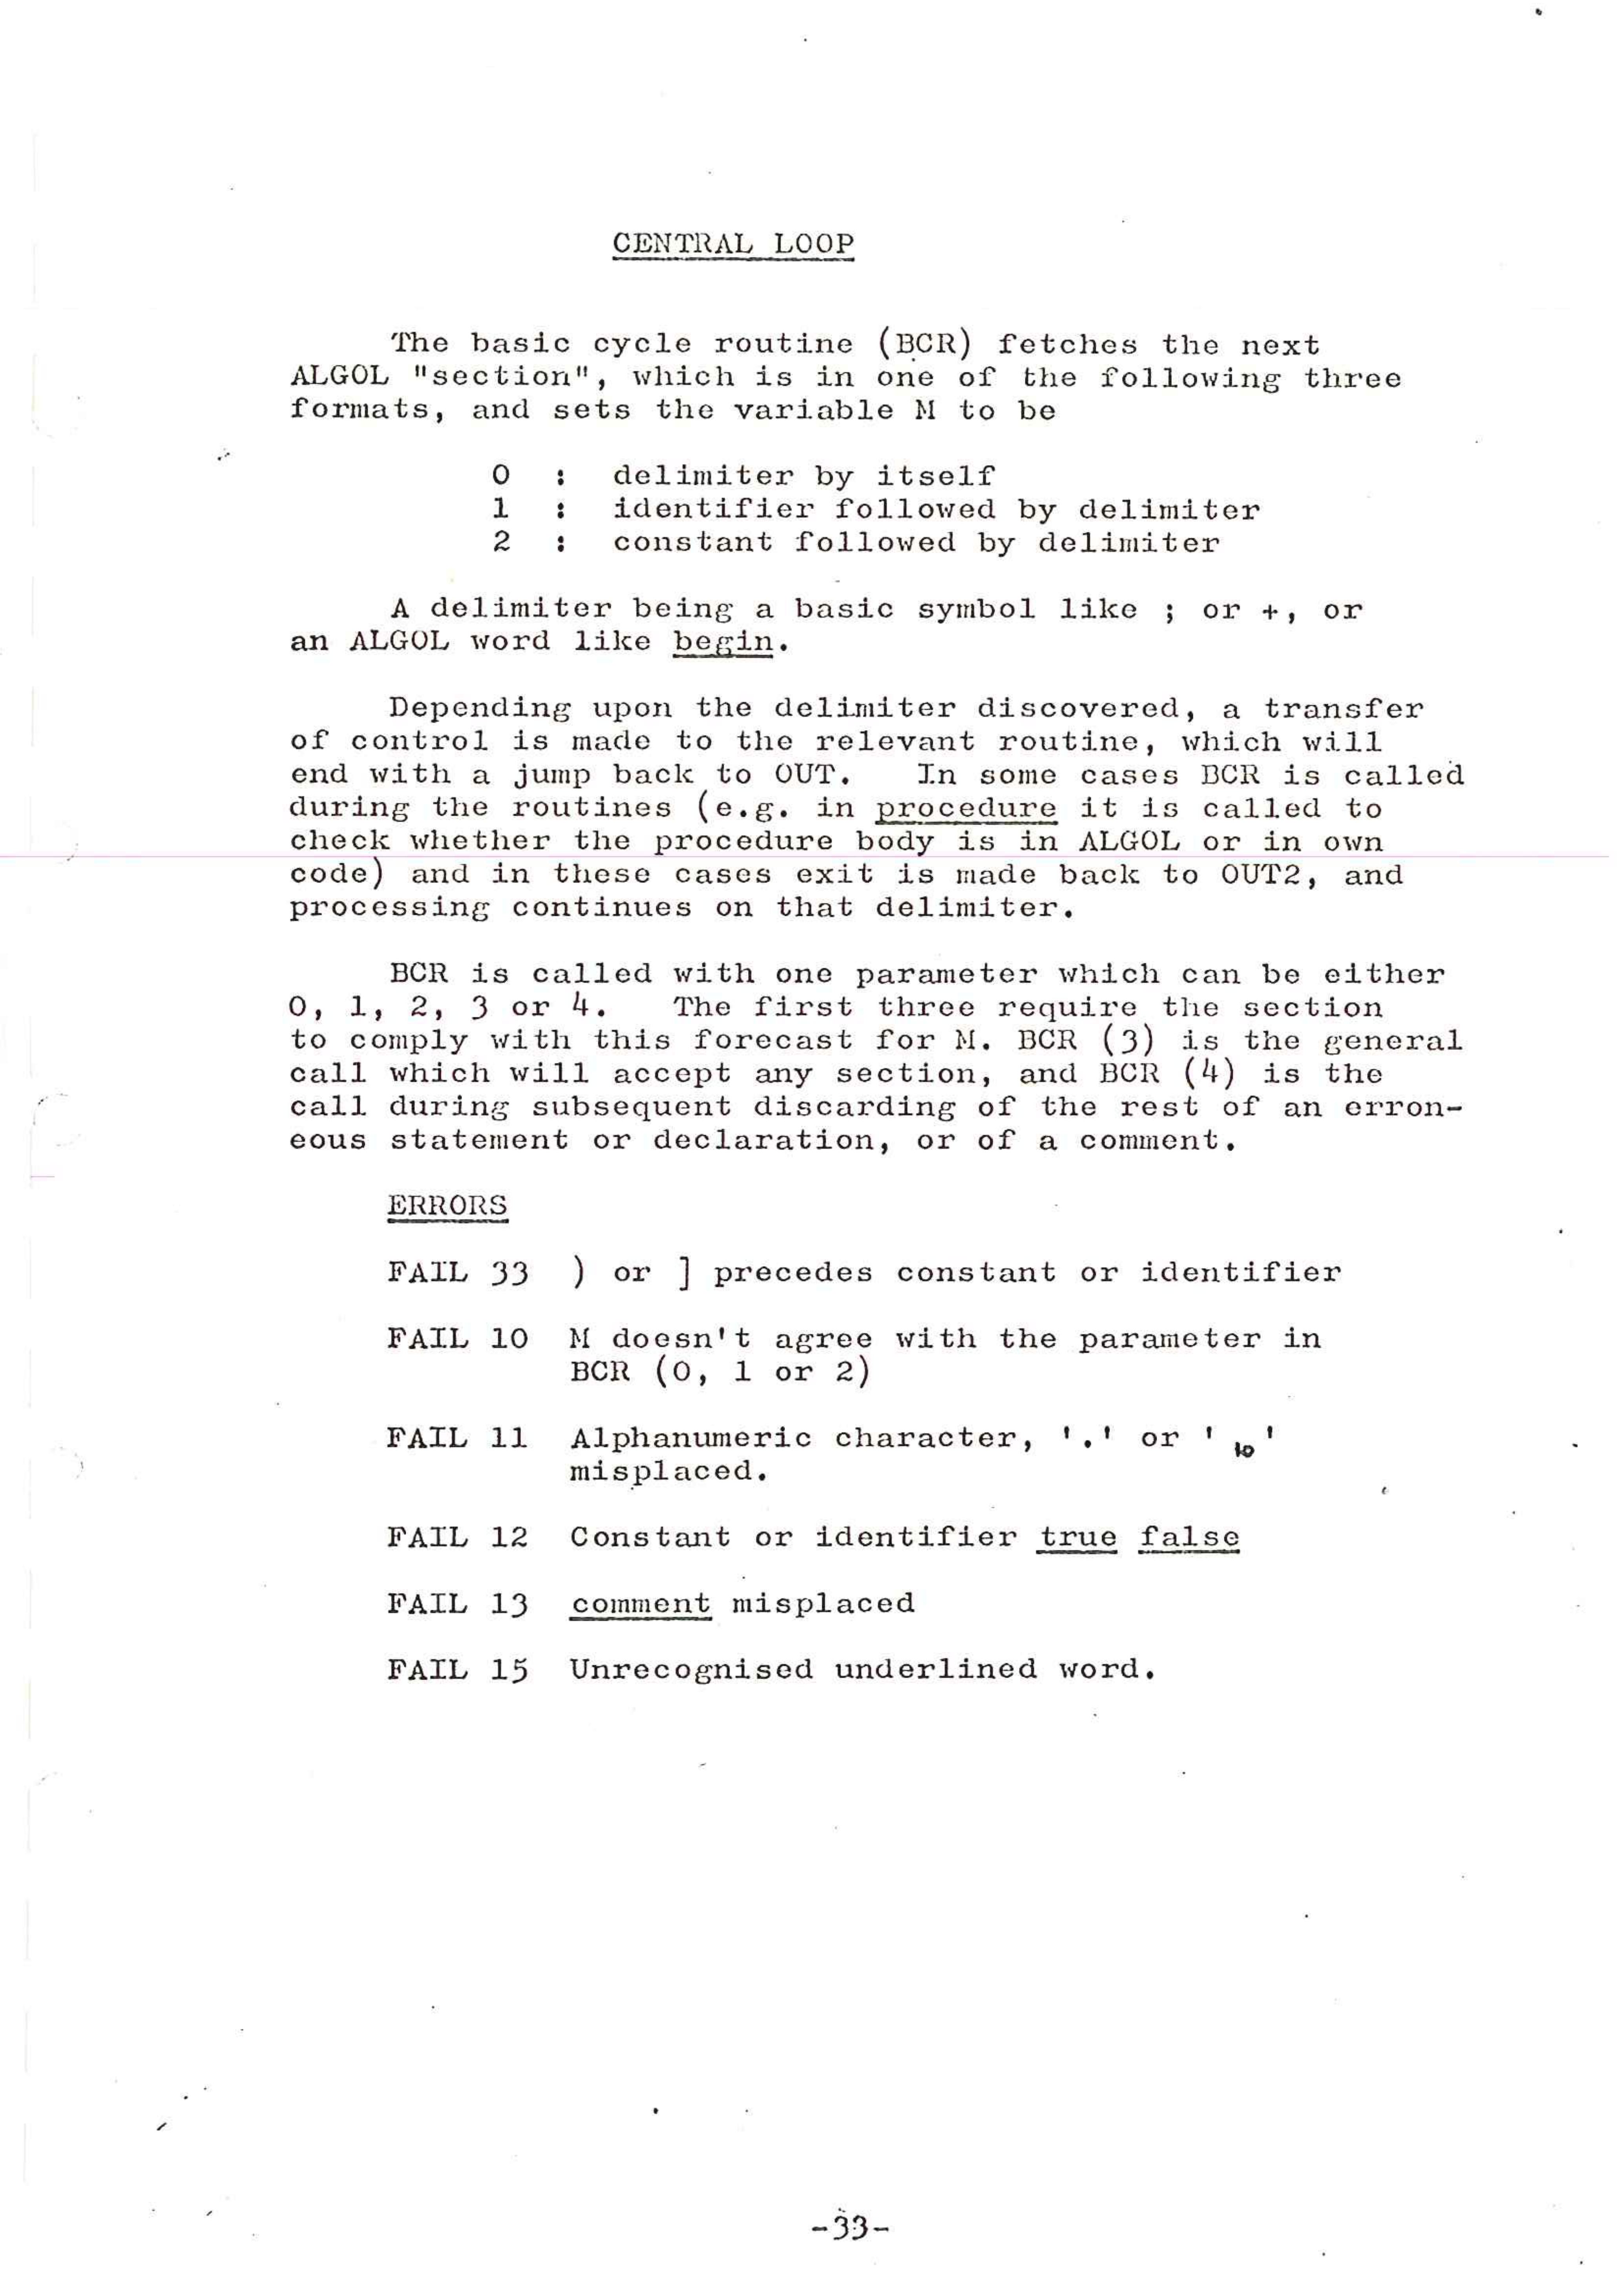 CENTRAL LOOP
The basic cycle routine (BCR) fetches the next
ALGOL "section", which is in one of the following three
formats, and sets the variable M to be
0 : delimiter by itself
1 : identifier followed by delimiter
2 : constant followed by delimiter
A delimiter being a basic symbol like ; or +, or
an ALGOL word like begin.
Depending upon the delimiter discovered, a transfer
of control is made to the relevant routine, which will
end with a jump back to OUT. In some cases BCR is called
during the routines (e.g. in procedure it is called to
check whether the procedure body is in ALGOL or in own
code) and in these cases exit is made back to OUT2, and
processing continues on that delimiter.
BCR is called with one parameter which can be either
0, 1, 2, 3 or 4. The first three require the section
to comply with this forecast for M. BCR (3) is the general
call which will accept any section, and BCR (4) is the
call during subsequent discarding of the rest of an erron-
eous statement or declaration, or of a comment.
ERRORS
FAIL 33 ) or ] precedes constant or identifier
FAIL 10 M doesn't agree with the parameter in
BCR (0, 1 or 2)
FAIL 11 Alphanumeric character, '.' or '₁₀'
misplaced.
FAIL 12 Constant or identifier true false
FAIL 13 comment misplaced
FAIL 15 Unrecognised underlined word.
-33-